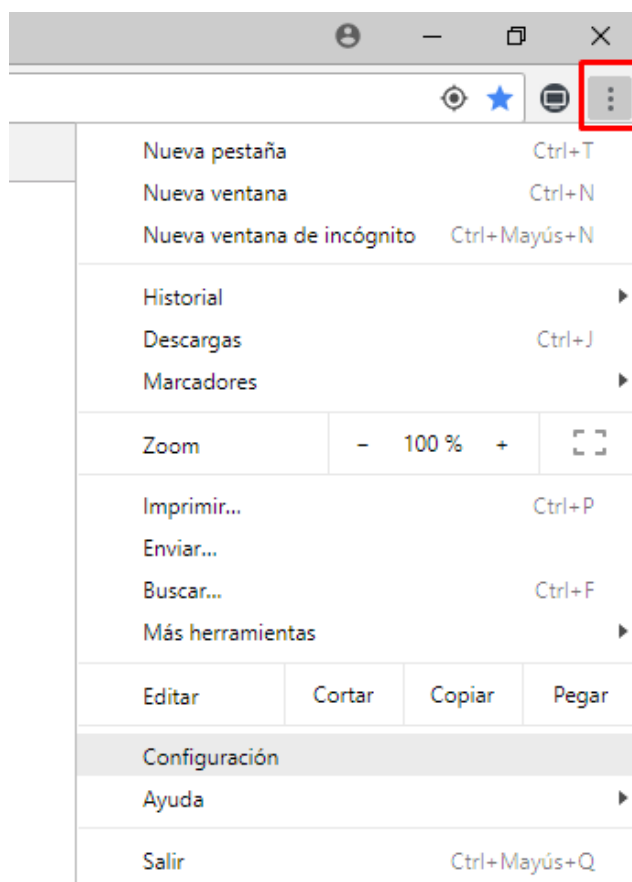 Nueva pestaña Ctrl+T
Nueva ventana Ctrl+N
Nueva ventana de incógnito Ctrl+Mayús+N
Historial
Descargas Ctrl+J
Marcadores
Zoom - 100 % +
Imprimir... Ctrl+P
Enviar...
Buscar... Ctrl+F
Más herramientas
Editar Cortar Copiar Pegar
Configuración
Ayuda
Salir Ctrl+Mayús+Q